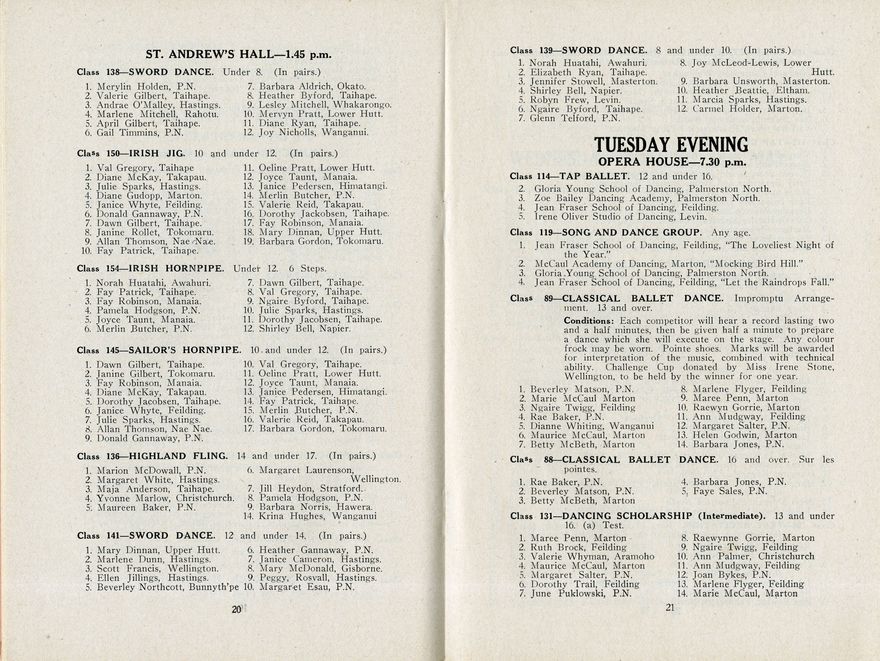 ST. ANDREW'S HALL—1.45 p.m.
Class 138—SWORD DANCE. Under 8. (In pairs.)
1. Merylin Holden, P.N.
2. Valerie Gilbert, Taihape.
3. Andrae O'Malley, Hastings.
4. Marlene Mitchell, Rahotu.
5. April Gilbert, Taihape.
6. Gail Timmins, P.N.
7. Barbara Aldrich, Okato.
8. Heather Byford, Taihape.
9. Lesley Mitchell, Whakarongo.
10. Mervyn Pratt, Lower Hutt.
11. Diane Ryan, Taihape.
12. Joy Nicholls, Wanganui.
Class 150—IRISH JIG. 10 and under 12. (In pairs.)
1. Val Gregory, Taihape
2. Diane McKay, Takapau.
3. Julie Sparks, Hastings.
4. Diane Gudopp, Marton.
5. Janice Whyte, Feilding.
6. Donald Gannaway, P.N.
7. Dawn Gilbert, Taihape.
8. Janine Rollet, Tokomaru.
9. Allan Thomson, Nae Nae.
10. Fay Patrick, Taihape.
11. Oeline Pratt, Lower Hutt.
12. Joyce Taunt, Manaia.
13. Janice Pedersen, Himatangi.
14. Merlin Butcher, P.N.
15. Valerie Reid, Takapau.
16. Dorothy Jackobsen, Taihape.
17. Fay Robinson, Manaia.
18. Mary Dinnan, Upper Hutt.
19. Barbara Gordon, Tokomaru.
Class 154—IRISH HORNPIPE. Under 12. 6 Steps.
1. Norah Huatahi, Awahuri.
2. Fay Patrick, Taihape.
3. Fay Robinson, Manaia.
4. Pamela Hodgson, P.N.
5. Joyce Taunt, Manaia.
6. Merlin Butcher, P.N.
7. Dawn Gilbert, Taihape.
8. Val Gregory, Taihape.
9. Ngaire Byford, Taihape.
10. Julie Sparks, Hastings.
11. Dorothy Jacobsen, Taihape.
12. Shirley Bell, Napier.
Class 145—SAILOR'S HORNPIPE. 10 and under 12. (In pairs.)
1. Dawn Gilbert, Taihape.
2. Janine Gilbert, Tokomaru.
3. Fay Robinson, Manaia.
4. Diane McKay, Takapau.
5. Dorothy Jacobsen, Taihape.
6. Janice Whyte, Feilding.
7. Julie Sparks, Hastings.
8. Allan Thomson, Nae Nae.
9. Donald Gannaway, P.N.
10. Val Gregory, Taihape.
11. Oeline Pratt, Lower Hutt.
12. Joyce Taunt, Manaia.
13. Janice Pedersen, Himatangi.
14. Fay Patrick, Taihape.
15. Merlin Butcher, P.N.
16. Valerie Reid, Takapau.
17. Barbara Gordon, Tokomaru.
Class 136—HIGHLAND FLING. 14 and under 17. (In pairs.)
1. Marion McDowall, P.N.
2. Margaret White, Hastings.
3. Maja Anderson, Taihape.
4. Yvonne Marlow, Christchurch.
5. Maureen Baker, P.N.
6. Margaret Laurenson,
Wellington.
7. Jill Heydon, Stratford.
8. Pamela Hodgson, P.N.
9. Barbara Norris, Hawera.
14. Krina Hughes, Wanganui
Class 141—SWORD DANCE. 12 and under 14. (In pairs.)
1. Mary Dinnan, Upper Hutt.
2. Marlene Dunn, Hastings.
3. Scott Francis, Wellington.
4. Ellen Jillings, Hastings.
5. Beverley Northcott, Bunnyth'pe
6. Heather Gannaway, P.N.
7. Janice Cameron, Hastings.
8. Mary McDonald, Gisborne.
9. Peggy, Rosvall, Hastings.
10. Margaret Esau, P.N.
20
Class 139—SWORD DANCE. 8 and under 10. (In pairs.)
1. Norah Huatahi, Awahuri.
2. Elizabeth Ryan, Taihape.
3. Jennifer Stowell, Masterton.
4. Shirley Bell, Napier.
5. Robyn Frew, Levin.
6. Ngaire Byford, Taihape.
7. Glenn Telford, P.N.
8. Joy McLeod-Lewis, Lower
Hutt.
9. Barbara Unsworth, Masterton.
10. Heather Beattie, Eltham.
11. Marcia Sparks, Hastings.
12. Carmel Holder, Marton.
TUESDAY EVENING
OPERA HOUSE—7.30 p.m.
Class 114—TAP BALLET. 12 and under 16.
2. Gloria Young School of Dancing, Palmerston North.
3. Zoe Bailey Dancing Academy, Palmerston North.
4. Jean Fraser School of Dancing, Feilding.
5. Irene Oliver Studio of Dancing, Levin.
Class 119—SONG AND DANCE GROUP. Any age.
1. Jean Fraser School of Dancing, Feilding, "The Loveliest Night of
the Year."
2. McCaul Academy of Dancing, Marton, "Mocking Bird Hill."
3. Gloria Young School of Dancing, Palmerston North.
4. Jean Fraser School of Dancing, Feilding, "Let the Raindrops Fall."
Class 89—CLASSICAL BALLET DANCE. Impromptu Arrange-
ment. 13 and over.
Conditions: Each competitor will hear a record lasting two
and a half minutes, then be given half a minute to prepare
a dance which she will execute on the stage. Any colour
frock may be worn. Pointe shoes. Marks will be awarded
for interpretation of the music, combined with technical
ability. Challenge Cup donated by Miss Irene Stone,
Wellington, to be held by the winner for one year.
1. Beverley Matson, P.N.
2. Marie McCaul Marton
3. Ngaire Twigg, Feilding
4. Rae Baker, P.N.
5. Dianne Whiting, Wanganui
6. Maurice McCaul, Marton
7. Betty McBeth, Marton
8. Marlene Flyger, Feilding
9. Maree Penn, Marton
10. Raewyn Gorrie, Marton
11. Ann Mudgway, Feilding
12. Margaret Salter, P.N.
13. Helen Godwin, Marton
14. Barbara Jones, P.N.
Class 88—CLASSICAL BALLET DANCE. 16 and over. Sur les
pointes.
1. Rae Baker, P.N.
2. Beverley Matson, P.N.
3. Betty McBeth, Marton
4. Barbara Jones, P.N.
5, Faye Sales, P.N.
Class 131—DANCING SCHOLARSHIP (Intermediate). 13 and under
16. (a) Test.
1. Maree Penn, Marton
2. Ruth Brock, Feilding
3. Valerie Whyman, Aramoho
4. Maurice McCaul, Marton
5. Margaret Salter, P.N.
6. Dorothy Trail, Feilding
7. June Puklowski, P.N.
8. Raewynne Gorrie, Marton
9. Ngaire Twigg, Feilding
10. Ann Palmer, Christchurch
11. Ann Mudgway, Feilding
12. Joan Bykes, P.N.
13. Marlene Flyger, Feilding
14. Marie McCaul, Marton
21